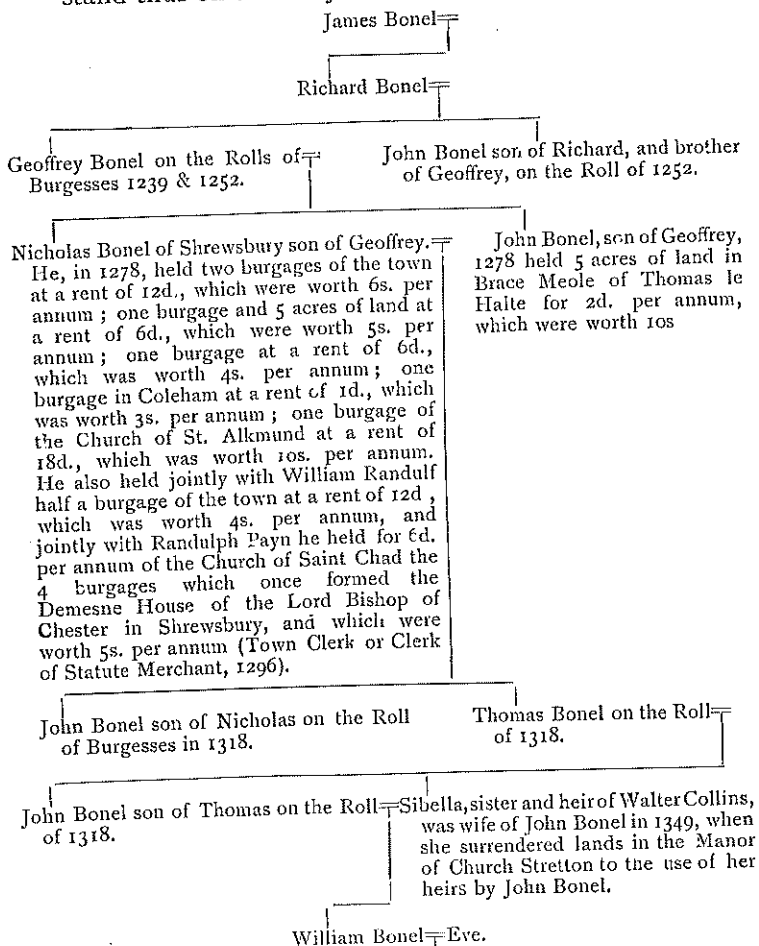 James Bonel
Richard Bonel
Geoffrey Bonel on the Rolls of
Burgesses 1239 & 1252.
John Bonel son of Richard, and brother
of Geoffrey, on the Roll of 1252.
Nicholas Bonel of Shrewsbury son of Geoffrey.
He, in 1278, held two burgages of the town
at a rent of 12d., which were worth 6s. per
annum ; one burgage and 5 acres of land at
a rent of 6d., which were worth 5s. per
annum ; one burgage at a rent of 6d.,
which was worth 4s. per annum ; one
burgage in Coleham at a rent of 1d., which
was worth 3s. per annum ; one burgage of
the Church of St. Alkmund at a rent of
18d., which was worth 10s. per annum.
He also held jointly with William Randulf
half a burgage of the town at a rent of 12d ,
which was worth 4s. per annum, and
jointly with Randulph Payn he held for 6d.
per annum of the Church of Saint Chad the
4 burgages which once formed the
Demesne House of the Lord Bishop of
Chester in Shrewsbury, and which were
worth 5s. per annum (Town Clerk or Clerk
of Statute Merchant, 1296).
John Bonel, son of Geoffrey,
1278 held 5 acres of land in
Brace Meole of Thomas le
Halte for 2d. per annum,
which were worth 10s
John Bonel son of Nicholas on the Roll
of Burgesses in 1318.
Thomas Bonel on the Roll
of 1318.
John Bonel son of Thomas on the Roll
of 1318.
Sibella, sister and heir of Walter Collins,
was wife of John Bonel in 1349, when
she surrendered lands in the Manor
of Church Stretton to the use of her
heirs by John Bonel.
William Bonel Eve.